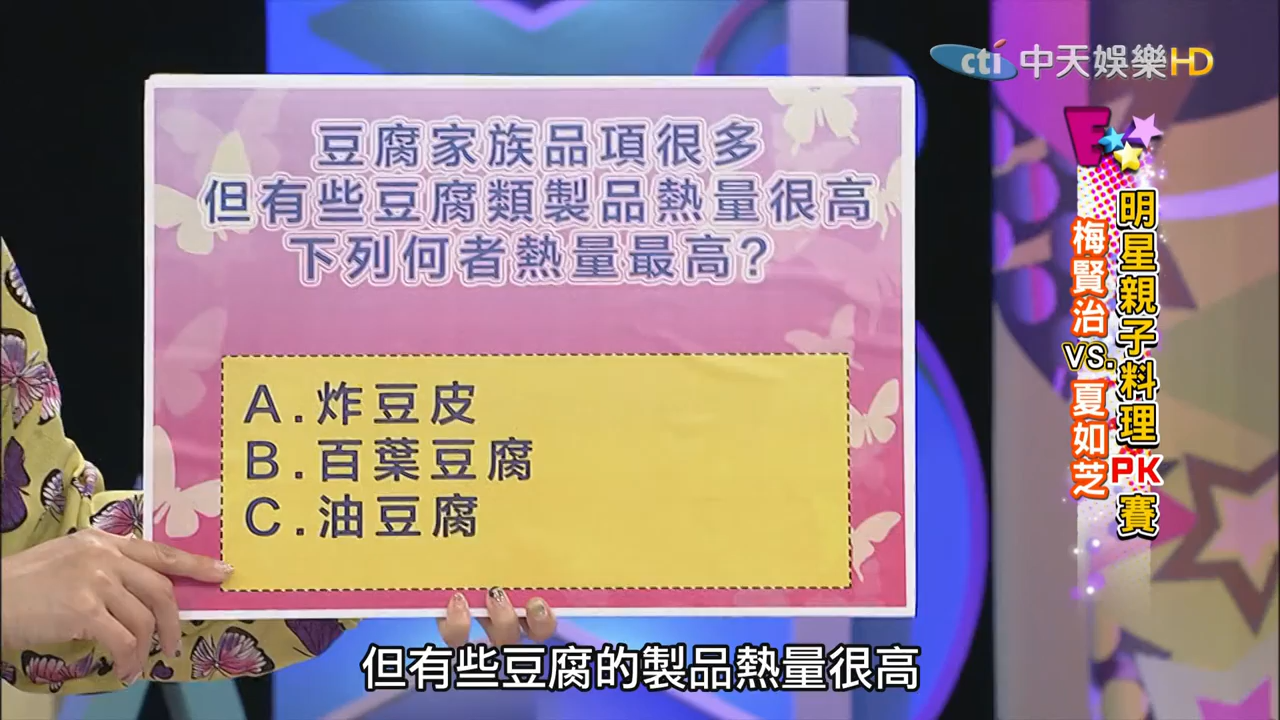 cti 中天娛樂HD
豆腐家族品項很多
但有些豆腐類製品熱量很高
下列何者熱量最高?
A.炸豆皮
B.百葉豆腐
C.油豆腐
明星親子料理PK賽
梅賢治vs.夏如芝
但有些豆腐的製品熱量很高